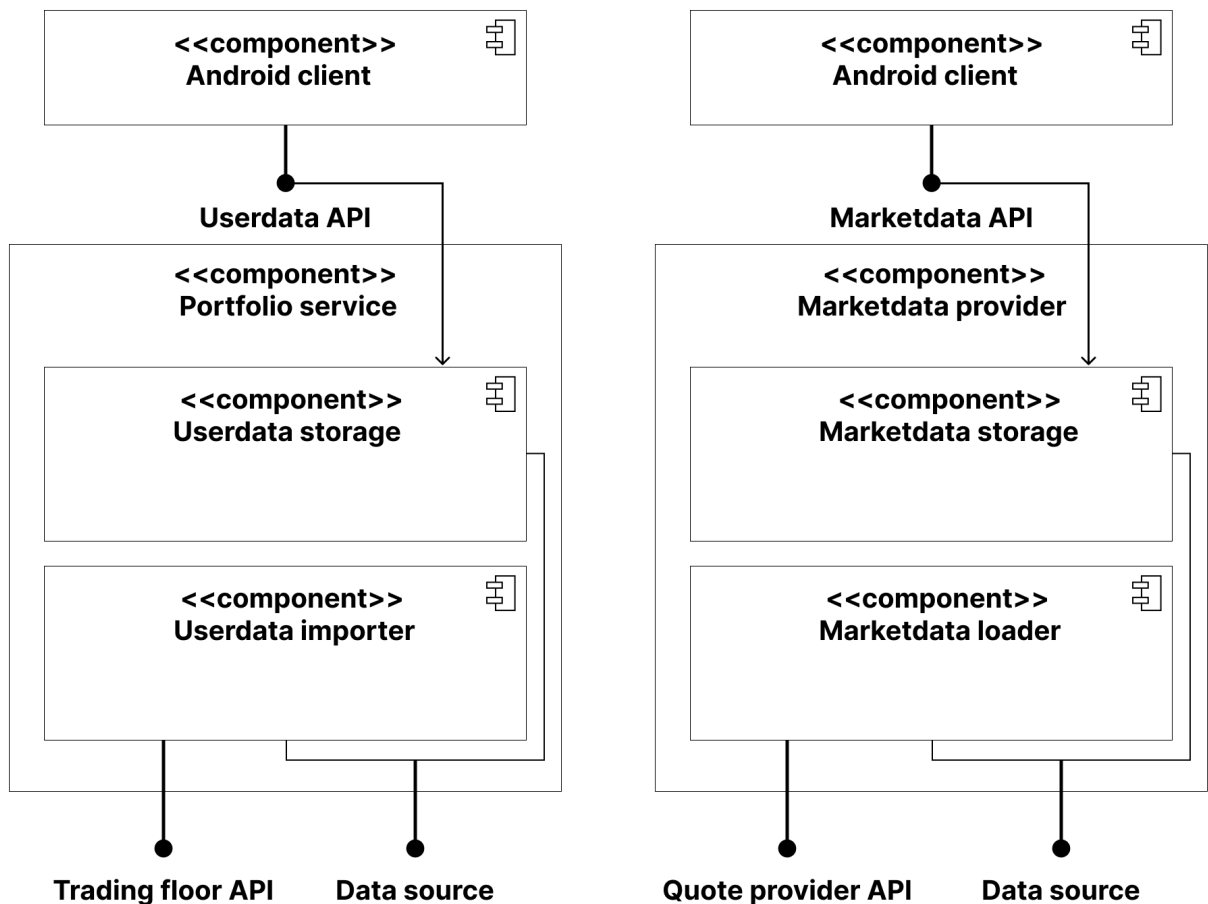 <<component>>
Android client
<<component>>
Android client
Userdata API
Marketdata API
<<component>>
Portfolio service
<<component>>
Marketdata provider
<<component>>
Userdata storage
<<component>>
Marketdata storage
<<component>>
Userdata importer
<<component>>
Marketdata loader
Trading floor API
Data source
Quote provider API
Data source